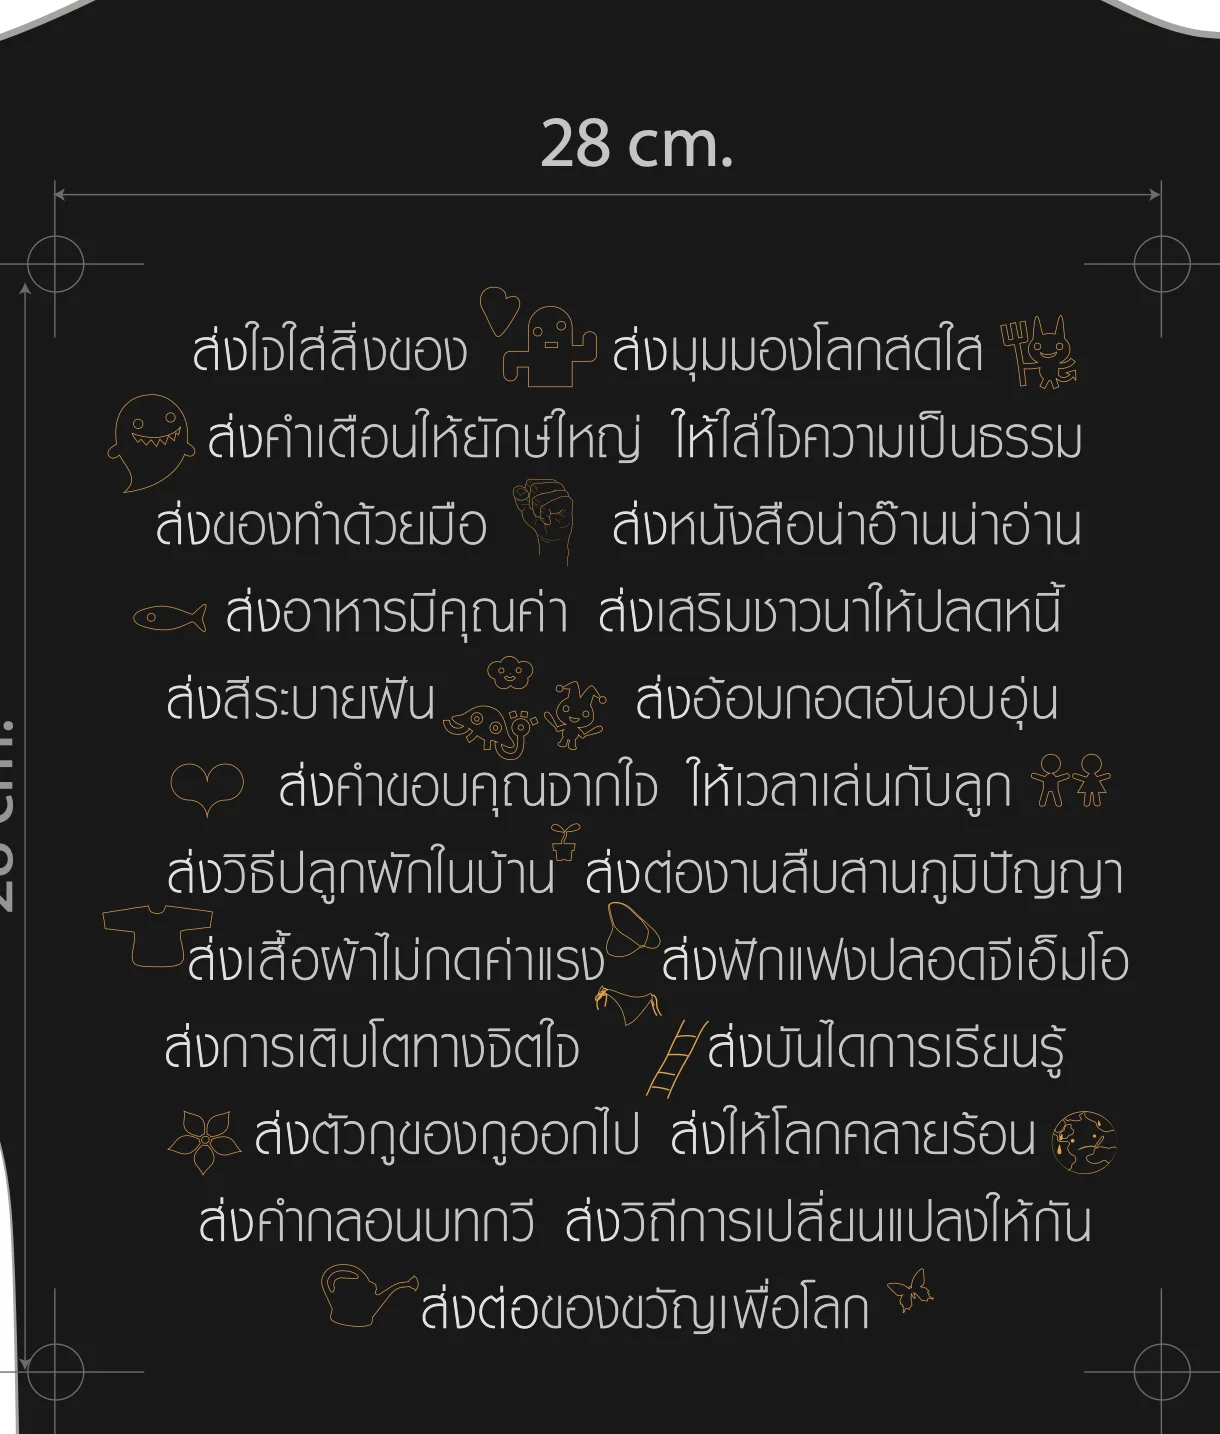 28 cm.
28 cm.
ส่งใจใส่สิ่งของ ส่งมุมมองโลกสดใส
ส่งคำเตือนให้ยักษ์ใหญ่ ให้ใส่ใจความเป็นธรรม
ส่งของทำด้วยมือ ส่งหนังสือน่าอ๊านน่าอ่าน
ส่งอาหารมีคุณค่า ส่งเสริมชาวนาให้ปลดหนี้
ส่งสีระบายฝัน ส่งอ้อมกอดอันอบอุ่น
ส่งคำขอบคุณจากใจ ให้เวลาเล่นกับลูก
ส่งวิธีปลูกผักในบ้าน ส่งต่องานสืบสานภูมิปัญญา
ส่งเสื้อผ้าไม่กดค่าแรง ส่งฟักแฟงปลอดจีเอ็มโอ
ส่งการเติบโตทางจิตใจ ส่งบันไดการเรียนรู้
ส่งตัวกูของกูออกไป ส่งให้โลกคลายร้อน
ส่งคำกลอนบทกวี ส่งวิถีการเปลี่ยนแปลงให้กัน
ส่งต่อของขวัญเพื่อโลก